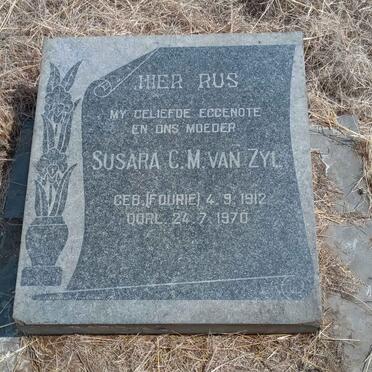 HIER RUS
MY GELIEFDE EGGENOTE
EN ONS MOEDER
SUSARA C.M. VAN ZYL
GEB. (FOURIE) 4. 9. 1912
OORL. 24. 7. 1970